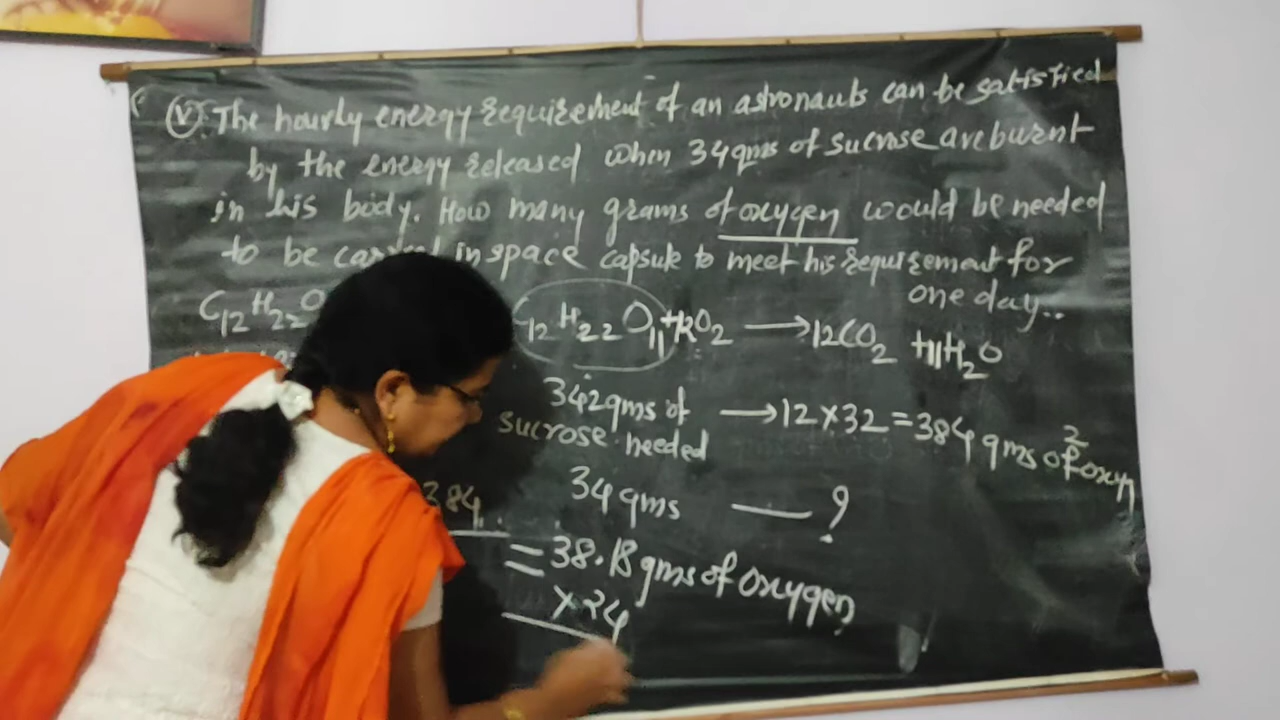 (V) The hourly energy requirement of an astronauts can be satisfied
by the energy released when 34gms of sucrose are burnt
in his body. How many grams of oxygen would be needed
to be in space capsule to meet his requirement for
one day..
C12H22O C12H22O11+12O2 → 12CO2 +11H2O
342gms of → 12×32=384 gms of oxyg
sucrose needed
34gms — ?
384
= 38.18 gms of oxygen
×24